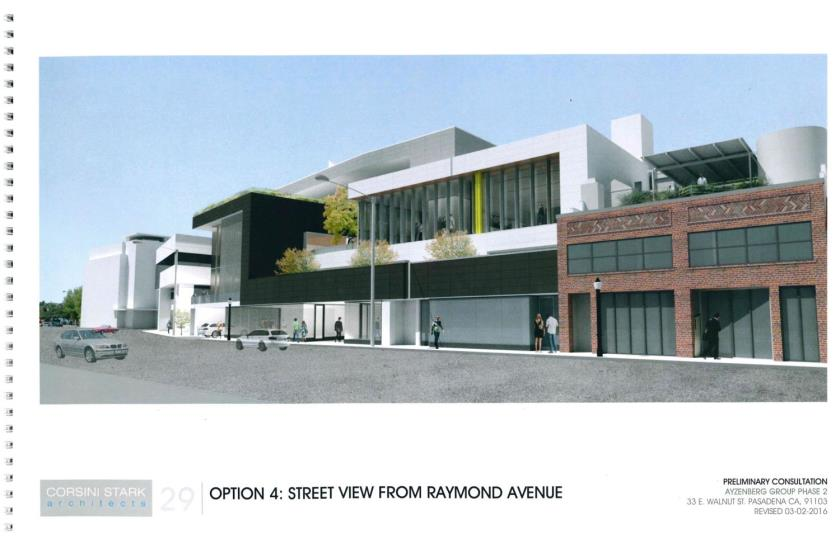 CORSINI STARK
architects
29
OPTION 4: STREET VIEW FROM RAYMOND AVENUE
PRELIMINARY CONSULTATION
AYZENBERG GROUP PHASE 2
33 E. WALNUT ST. PASADENA CA, 91103
REVISED 03-02-2016